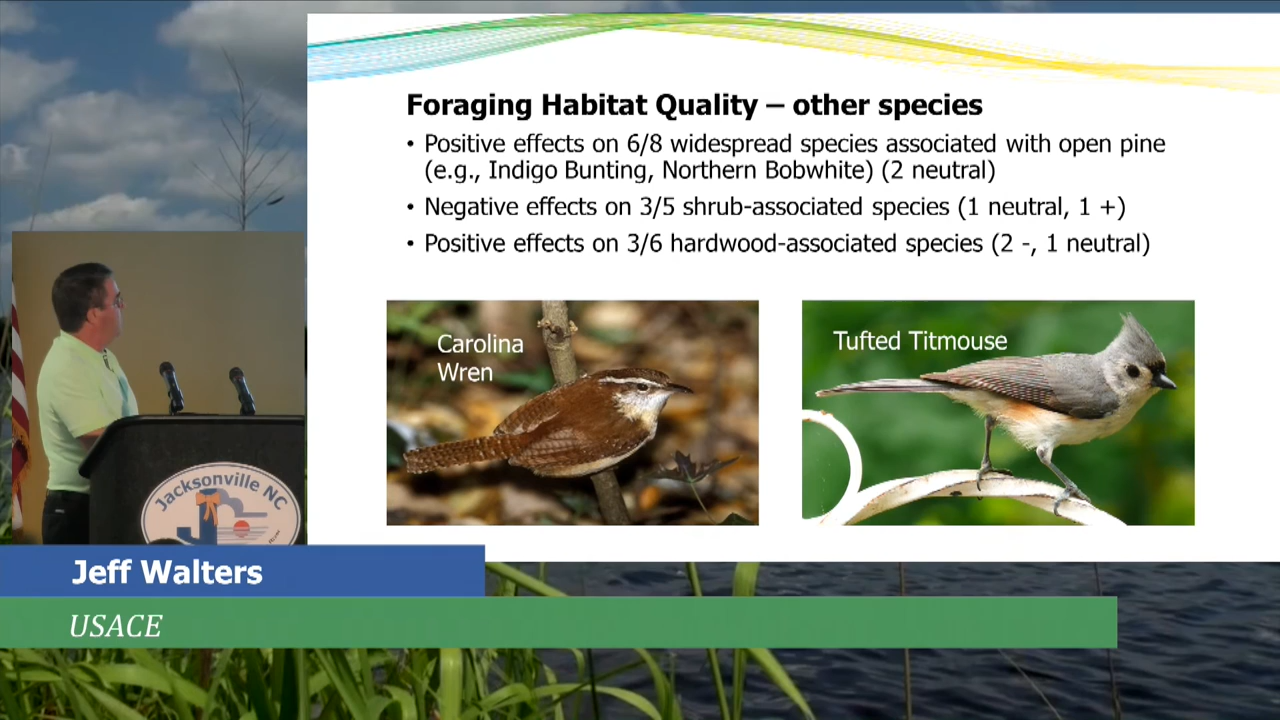 Foraging Habitat Quality – other species
• Positive effects on 6/8 widespread species associated with open pine
(e.g., Indigo Bunting, Northern Bobwhite) (2 neutral)
• Negative effects on 3/5 shrub-associated species (1 neutral, 1 +)
• Positive effects on 3/6 hardwood-associated species (2 -, 1 neutral)
Carolina
Wren
Tufted Titmouse
Jacksonville NC
Jeff Walters
USACE